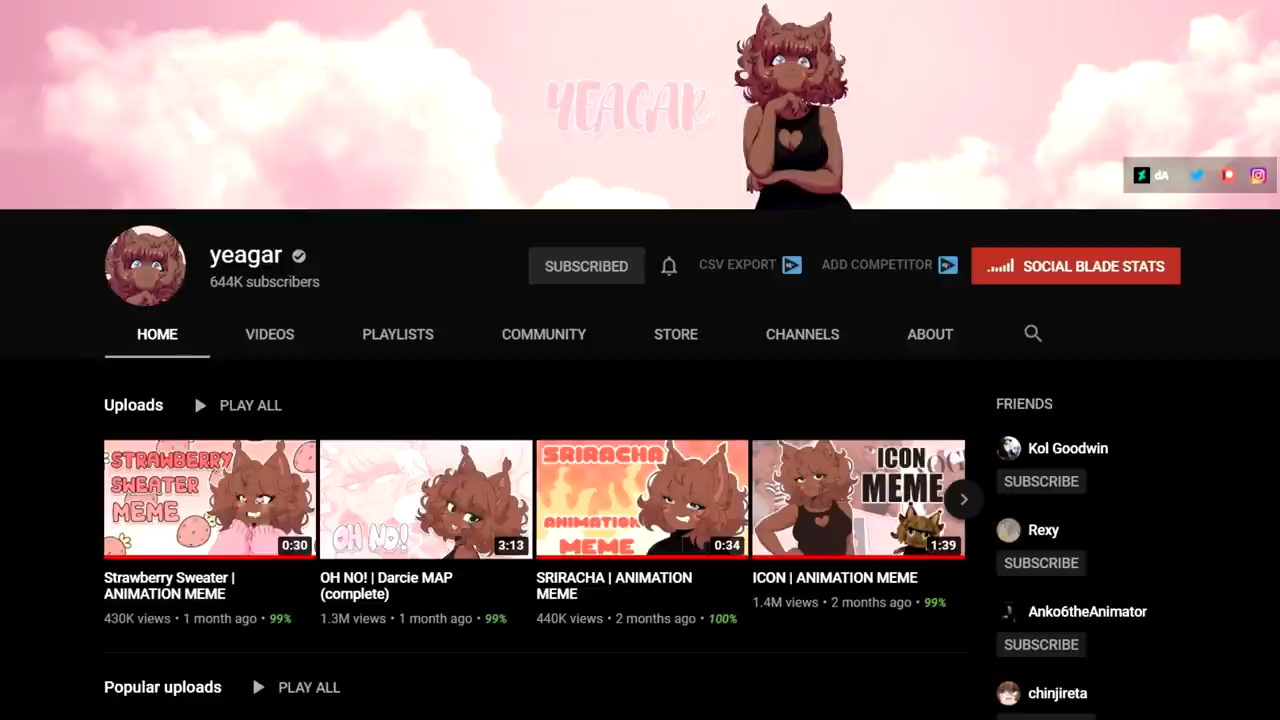 YEAGAR
dA
yeagar
644K subscribers
SUBSCRIBED
CSV EXPORT
ADD COMPETITOR
SOCIAL BLADE STATS
HOME
VIDEOS
PLAYLISTS
COMMUNITY
STORE
CHANNELS
ABOUT
Uploads
PLAY ALL
STRAWBERRY
SWEATER
MEME
0:30
Strawberry Sweater |
ANIMATION MEME
430K views • 1 month ago • 99%
OH NO!
3:13
OH NO! | Darcie MAP
(complete)
1.3M views • 1 month ago • 99%
SRIRACHA
ANIMATION
MEME
0:34
SRIRACHA | ANIMATION
MEME
440K views • 2 months ago • 100%
ICON
MEME
1:39
ICON | ANIMATION MEME
1.4M views • 2 months ago • 99%
FRIENDS
Kol Goodwin
SUBSCRIBE
Rexy
SUBSCRIBE
Anko6theAnimator
SUBSCRIBE
chinjireta
Popular uploads
PLAY ALL